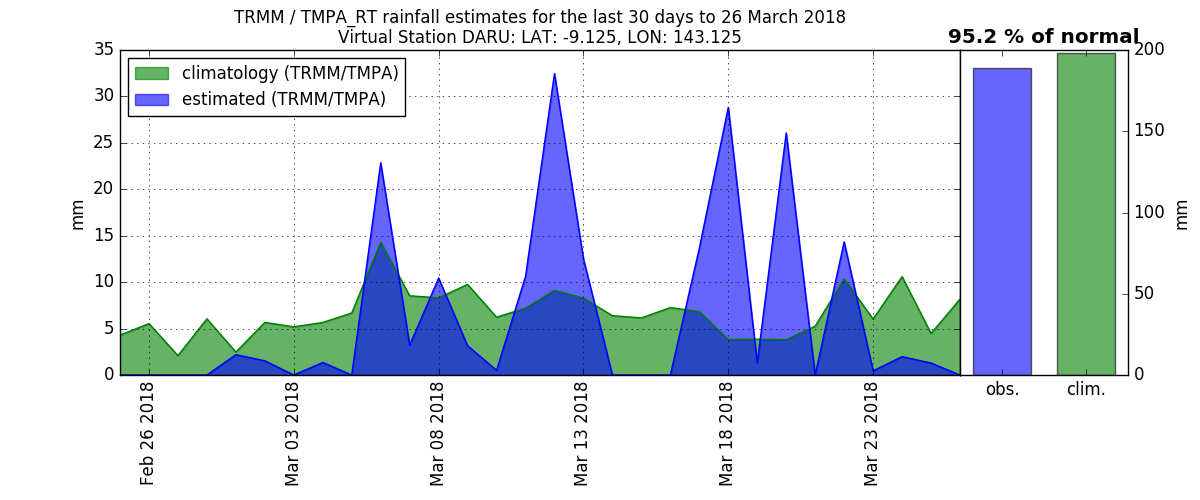 TRMM / TMPA_RT rainfall estimates for the last 30 days to 26 March 2018
Virtual Station DARU: LAT: -9.125, LON: 143.125
95.2 % of normal
climatology (TRMM/TMPA)
estimated (TRMM/TMPA)
mm
35
30
25
20
15
10
5
0
Feb 26 2018
Mar 03 2018
Mar 08 2018
Mar 13 2018
Mar 18 2018
Mar 23 2018
obs.
clim.
200
150
100
50
0
mm